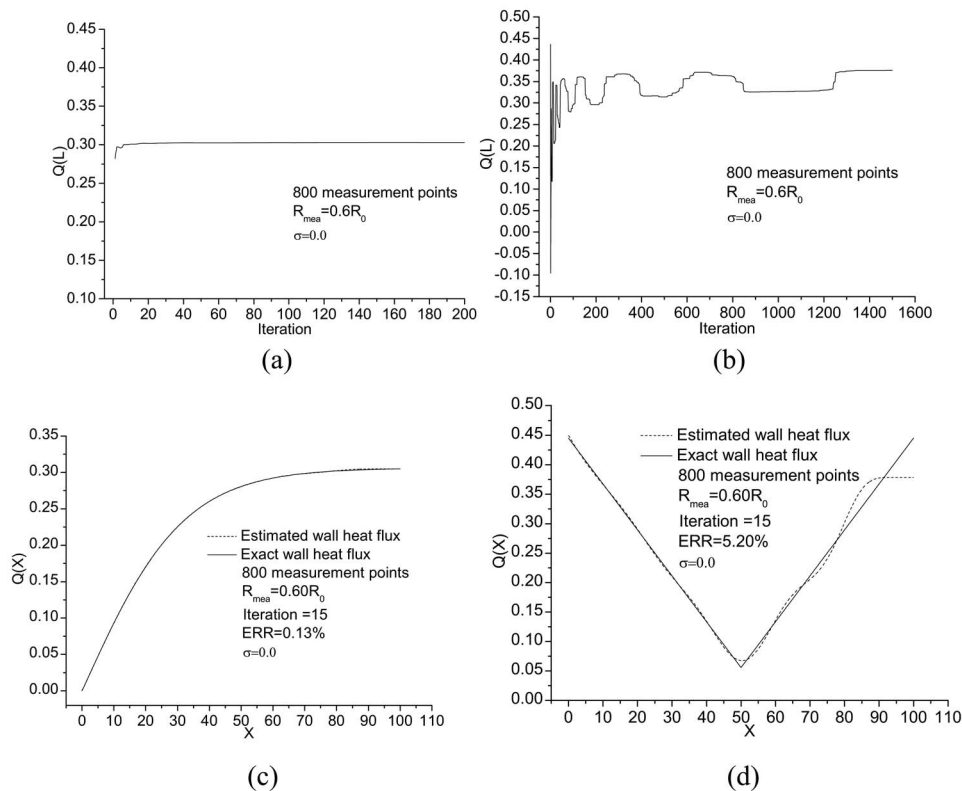 0.45
0.40
0.35
0.30
0.25
0.20
0.15
0.10
Q(L)
800 measurement points
Rmea=0.6R0
σ=0.0
0 20 40 60 80 100 120 140 160 180 200
Iteration
(a)
0.50
0.45
0.40
0.35
0.30
0.25
0.20
0.15
0.10
0.05
0.00
-0.05
-0.10
-0.15
Q(L)
800 measurement points
Rmea=0.6R0
σ=0.0
0 200 400 600 800 1000 1200 1400 1600
Iteration
(b)
0.35
0.30
0.25
0.20
0.15
0.10
0.05
0.00
Q(X)
Estimated wall heat flux
Exact wall heat flux
800 measurement points
Rmea=0.60R0
Iteration =15
ERR=0.13%
σ=0.0
0 10 20 30 40 50 60 70 80 90 100 110
X
(c)
0.50
0.45
0.40
0.35
0.30
0.25
0.20
0.15
0.10
0.05
0.00
Q(X)
Estimated wall heat flux
Exact wall heat flux
800 measurement points
Rmea=0.60R0
Iteration =15
ERR=5.20%
σ=0.0
0 10 20 30 40 50 60 70 80 90 100 110
X
(d)